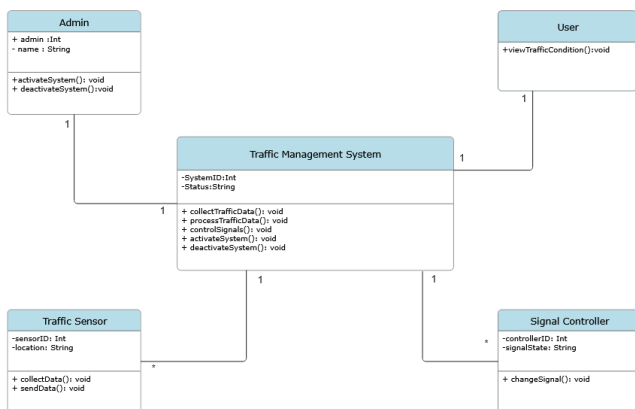 Admin
+ admin :Int
- name : String
+activateSystem(): void
+ deactivateSystem():void
1
User
+viewTrafficCondition():void
1
Traffic Management System
-SystemID:Int
-Status:String
+ collectTrafficData(): void
+ processTrafficData(): void
+ controlSignals(): void
+ activateSystem(): void
+ deactivateSystem(): void
1
1
1
1
Traffic Sensor
-sensorID: Int
-location: String
+ collectData(): void
+ sendData(): void
*
Signal Controller
-controllerID: Int
-signalState: String
+ changeSignal(): void
*